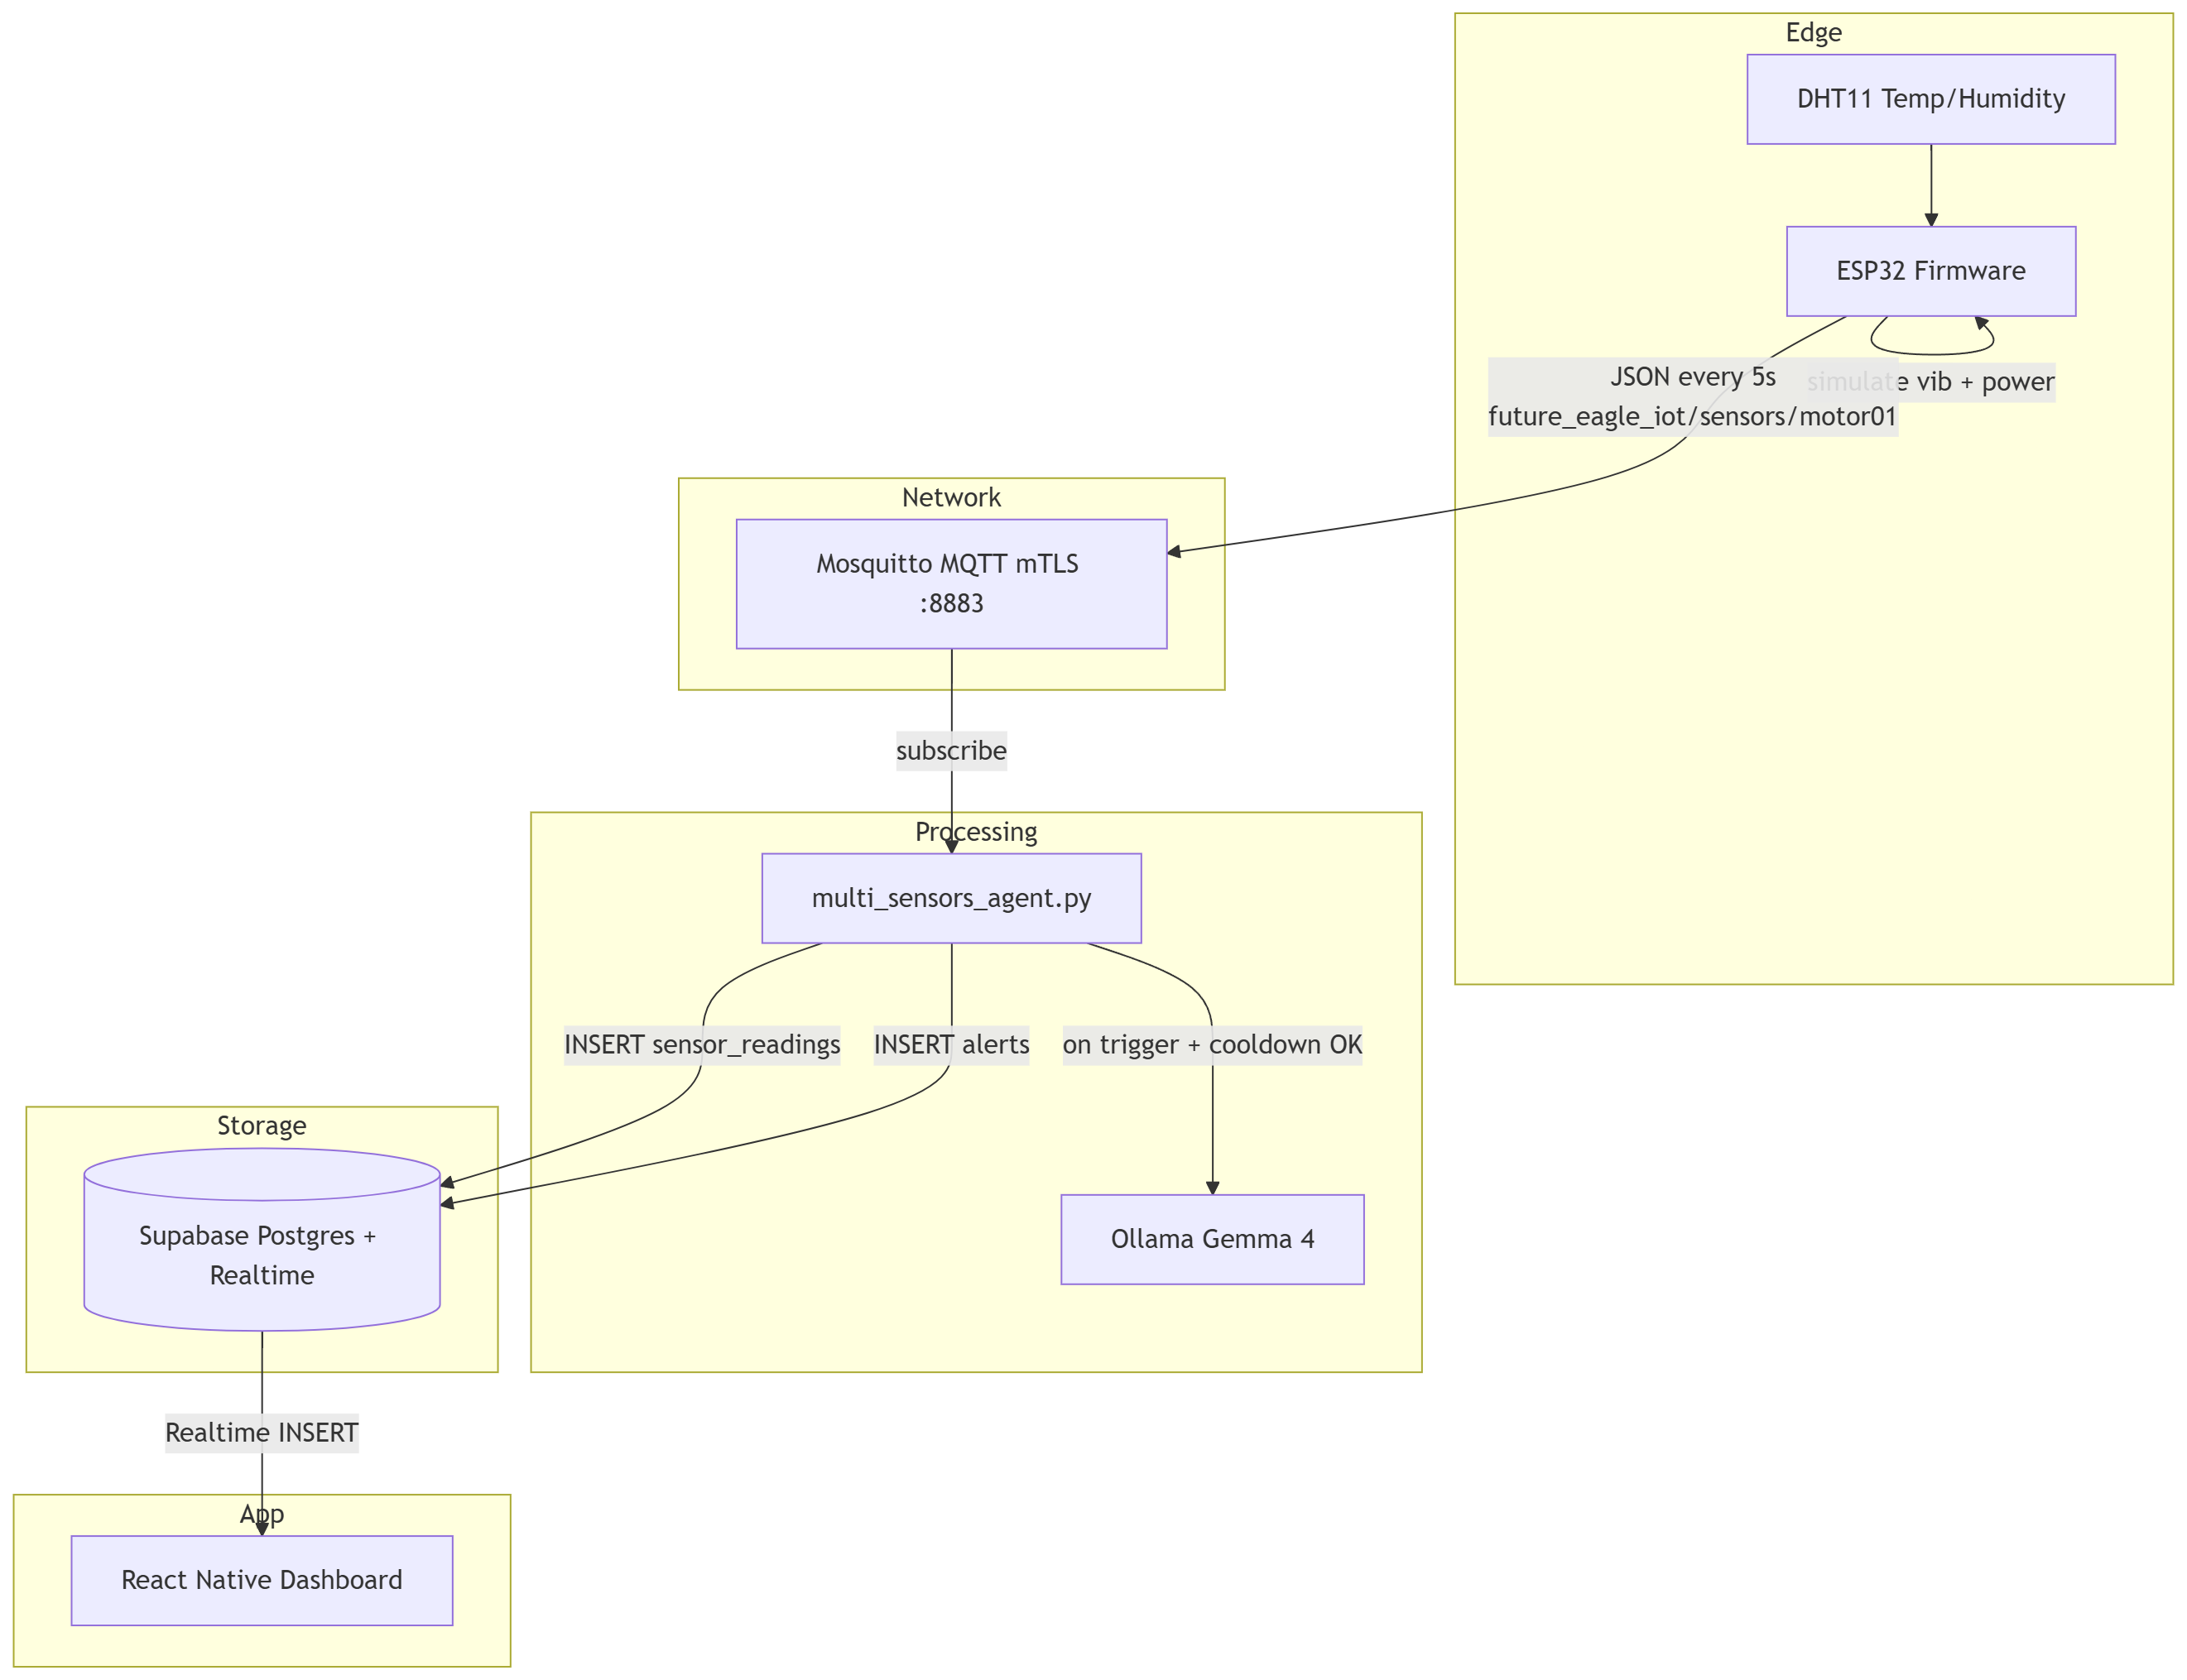 Edge
DHT11 Temp/Humidity
ESP32 Firmware
JSON every 5s
future_eagle_iot/sensors/motor01
simulate vib + power
Network
Mosquitto MQTT mTLS
:8883
subscribe
Processing
multi_sensors_agent.py
INSERT sensor_readings
INSERT alerts
on trigger + cooldown OK
Storage
Supabase Postgres +
Realtime
Ollama Gemma 4
Realtime INSERT
App
React Native Dashboard